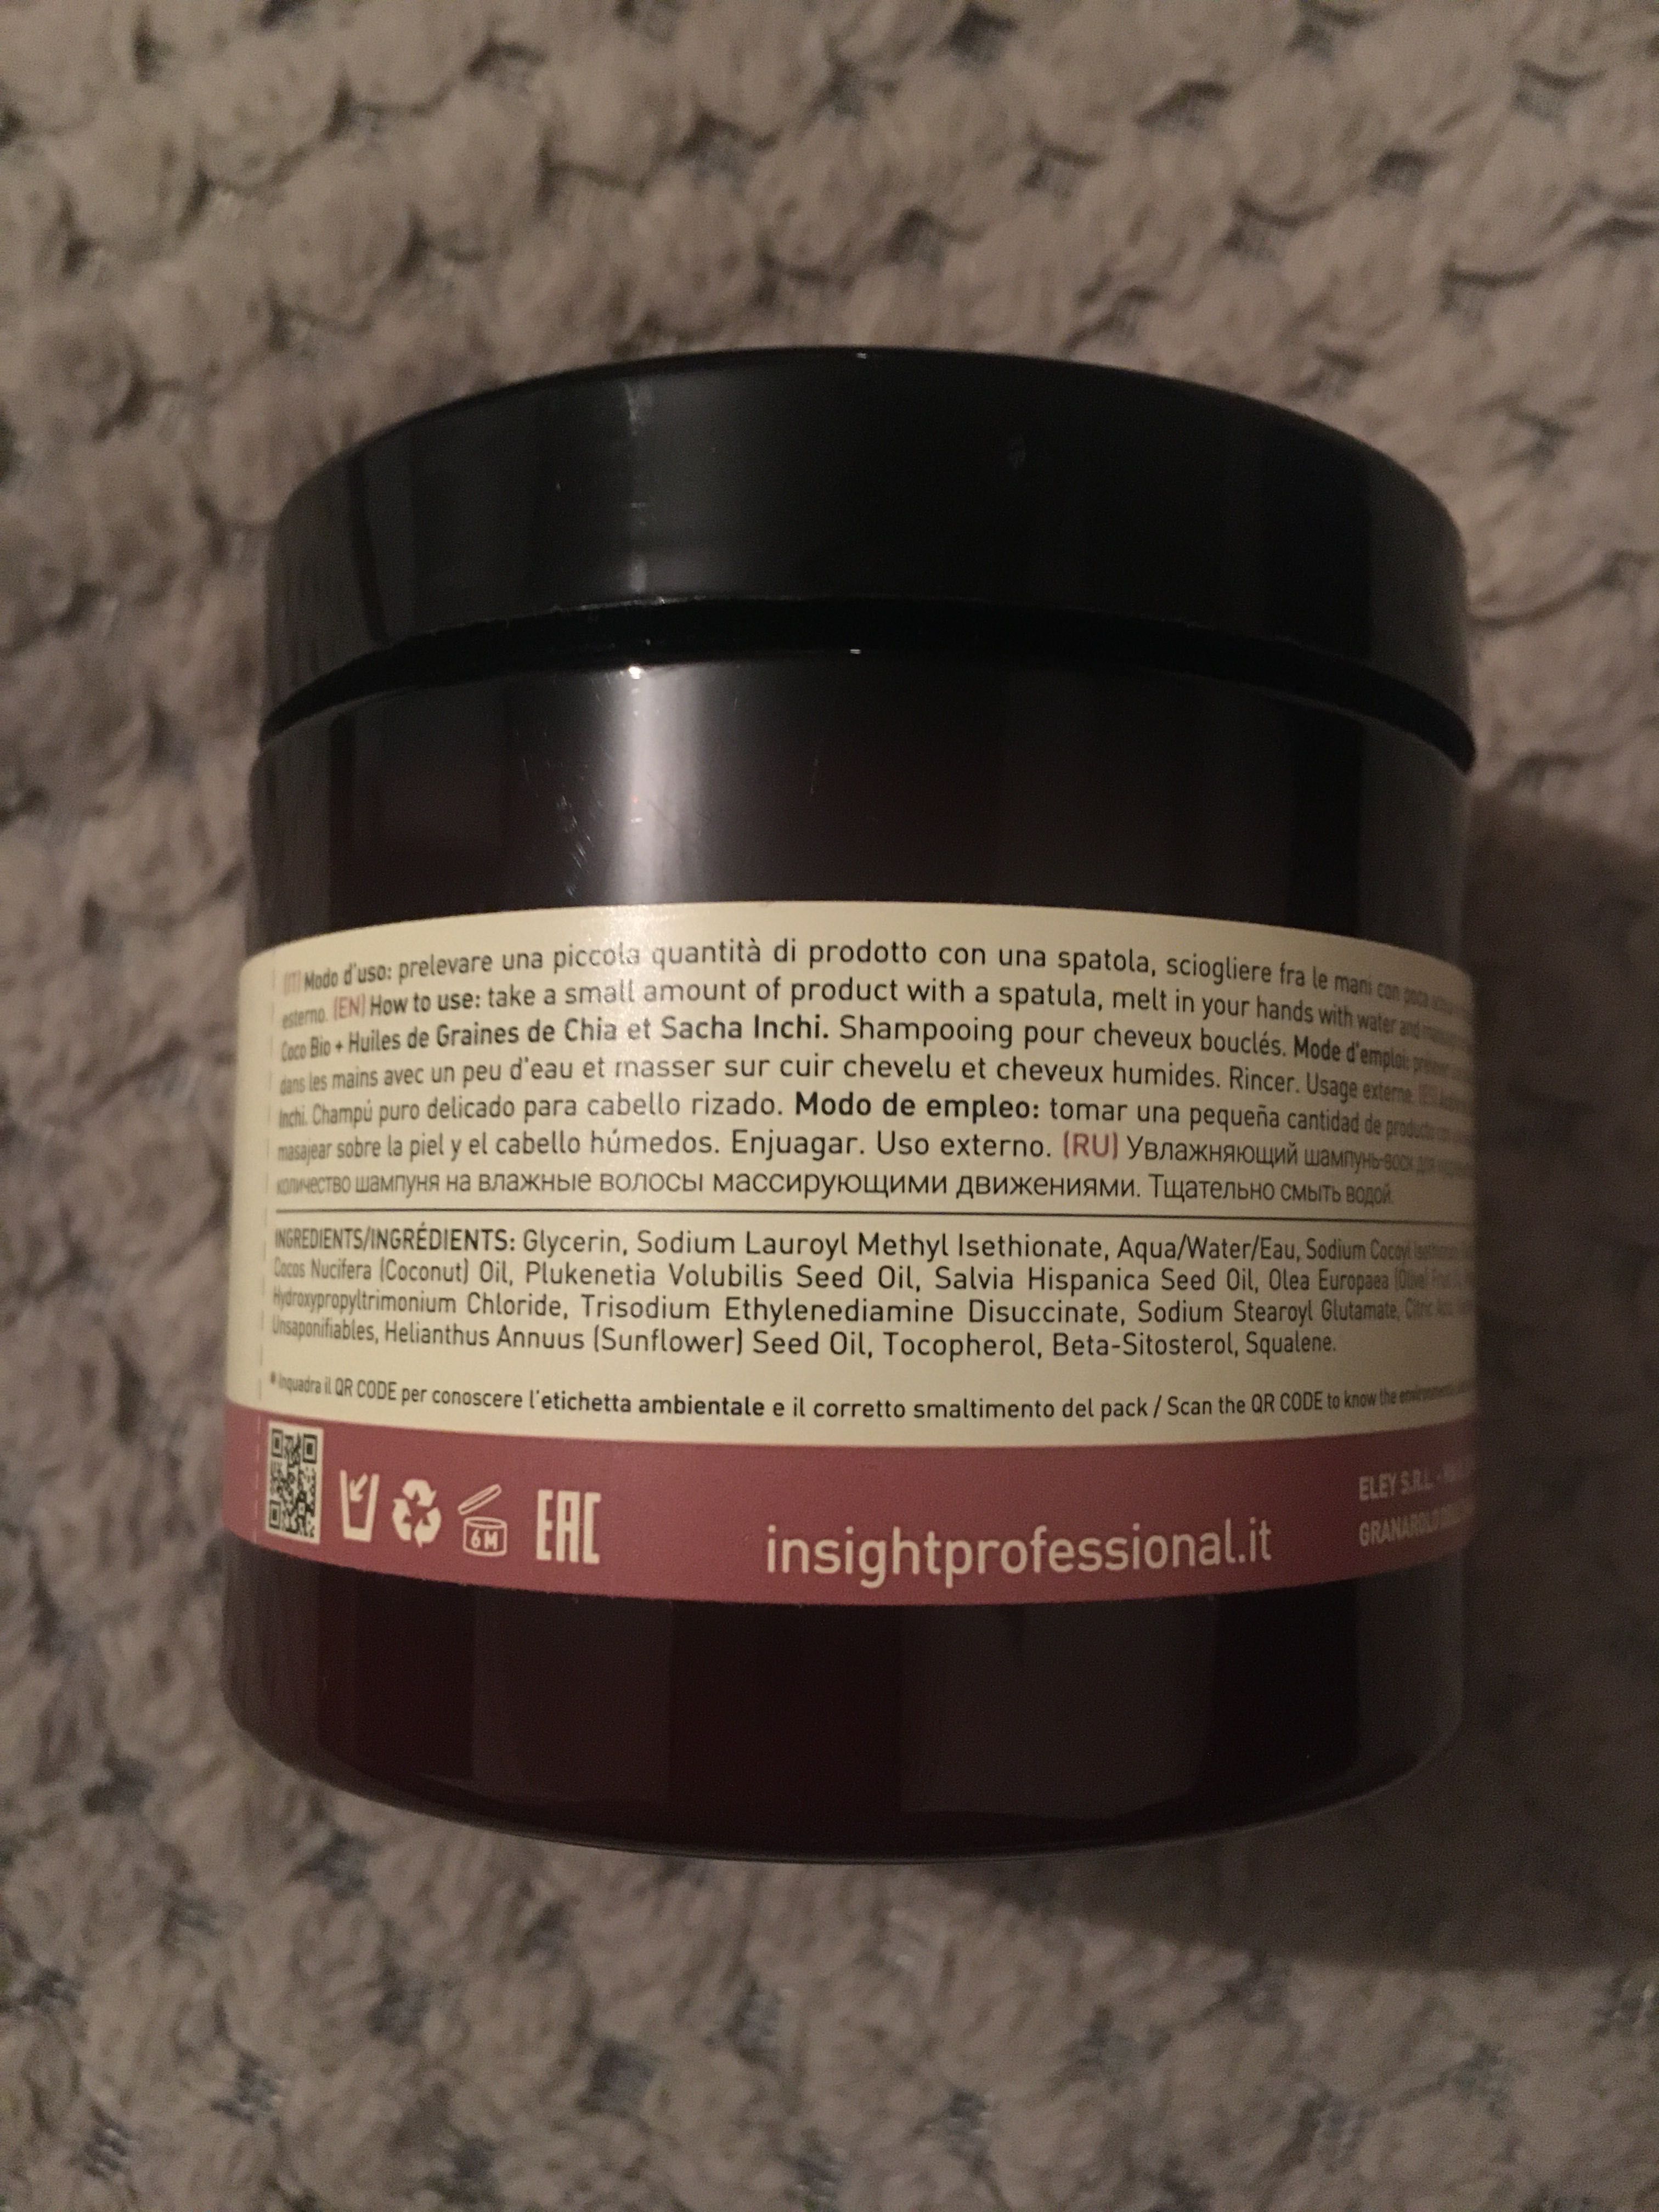 Modo d'uso: prelevare una piccola quantità di prodotto con una spatola, sciogliere fra le mani con poca
esterno. (EN) How to use: take a small amount of product with a spatula, melt in your hands with water and
Coco Bio + Huiles de Graines de Chia et Sacha Inchi. Shampooing pour cheveux bouclés. Mode d'emploi:
dans les mains avec un peu d'eau et masser sur cuir chevelu et cheveux humides. Rincer. Usage externe.
Inchi. Champú puro delicado para cabello rizado. Modo de empleo: tomar una pequeña cantidad de producto
masajear sobre la piel y el cabello húmedos. Enjuagar. Uso externo. (RU) Увлажняющий шампунь-воск для
количество шампуня на влажные волосы массирующими движениями. Тщательно смыть водой.
INGREDIENTS/INGRÉDIENTS: Glycerin, Sodium Lauroyl Methyl Isethionate, Aqua/Water/Eau, Sodium Cocoyl Isethionate,
Cocos Nucifera (Coconut) Oil, Plukenetia Volubilis Seed Oil, Salvia Hispanica Seed Oil, Olea Europaea (Olive)
Hydroxypropyltrimonium Chloride, Trisodium Ethylenediamine Disuccinate, Sodium Stearoyl Glutamate, Citric
Unsaponifiables, Helianthus Annuus (Sunflower) Seed Oil, Tocopherol, Beta-Sitosterol, Squalene.
* Inquadra il QR CODE per conoscere l'etichetta ambientale e il corretto smaltimento del pack / Scan the QR CODE to know the
6M
EAC
insightprofessional.it
ELEY S.R.L. -
GRANAROLO